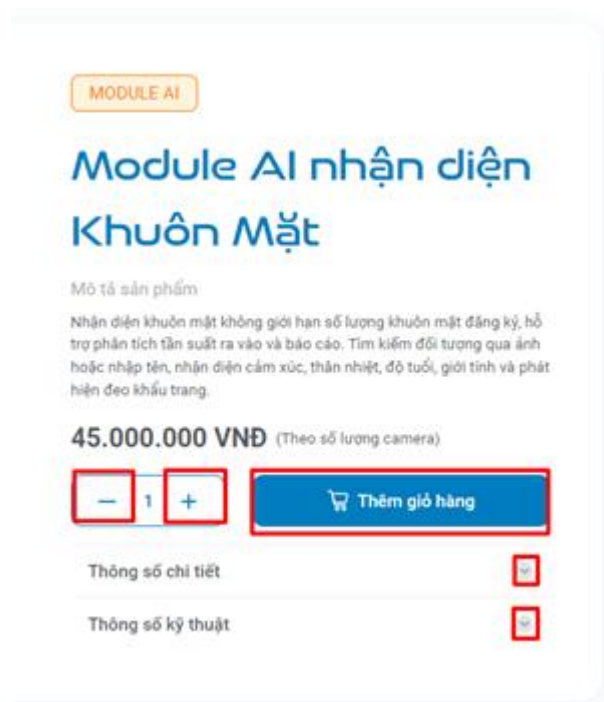 MODULE AI
Module AI nhận diện
Khuôn Mặt
Mô tả sản phẩm
Nhận diện khuôn mặt không giới hạn số lượng khuôn mặt đăng ký, hỗ
trợ phân tích tần suất ra vào và báo cáo. Tìm kiếm đối tượng qua ảnh
hoặc nhập tên, nhận diện cảm xúc, thân nhiệt, độ tuổi, giới tính và phát
hiện đeo khẩu trang.
45.000.000 VNĐ (Theo số lượng camera)
— 1 + Thêm giỏ hàng
Thông số chi tiết
Thông số kỹ thuật